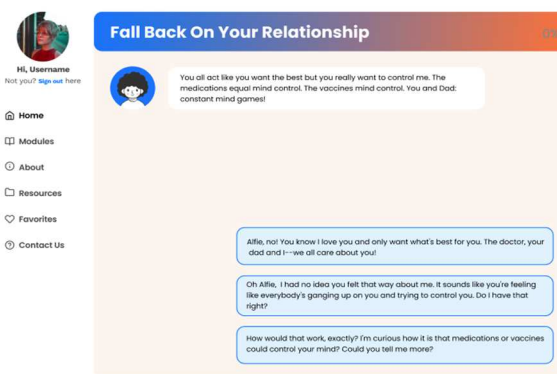 Fall Back On Your Relationship
Hi, Username
Not you? Sign out here
Home
Modules
About
Resources
Favorites
Contact Us
You all act like you want the best but you really want to control me. The
medications equal mind control. The vaccines mind control. You and Dad:
constant mind games!
Alfie, no! You know I love you and only want what's best for you. The doctor, your
dad and I--we all care about you!
Oh Alfie, I had no idea you felt that way about me. It sounds like you're feeling
like everybody's ganging up on you and trying to control you. Do I have that
right?
How would that work, exactly? I'm curious how it is that medications or vaccines
could control your mind? Could you tell me more?